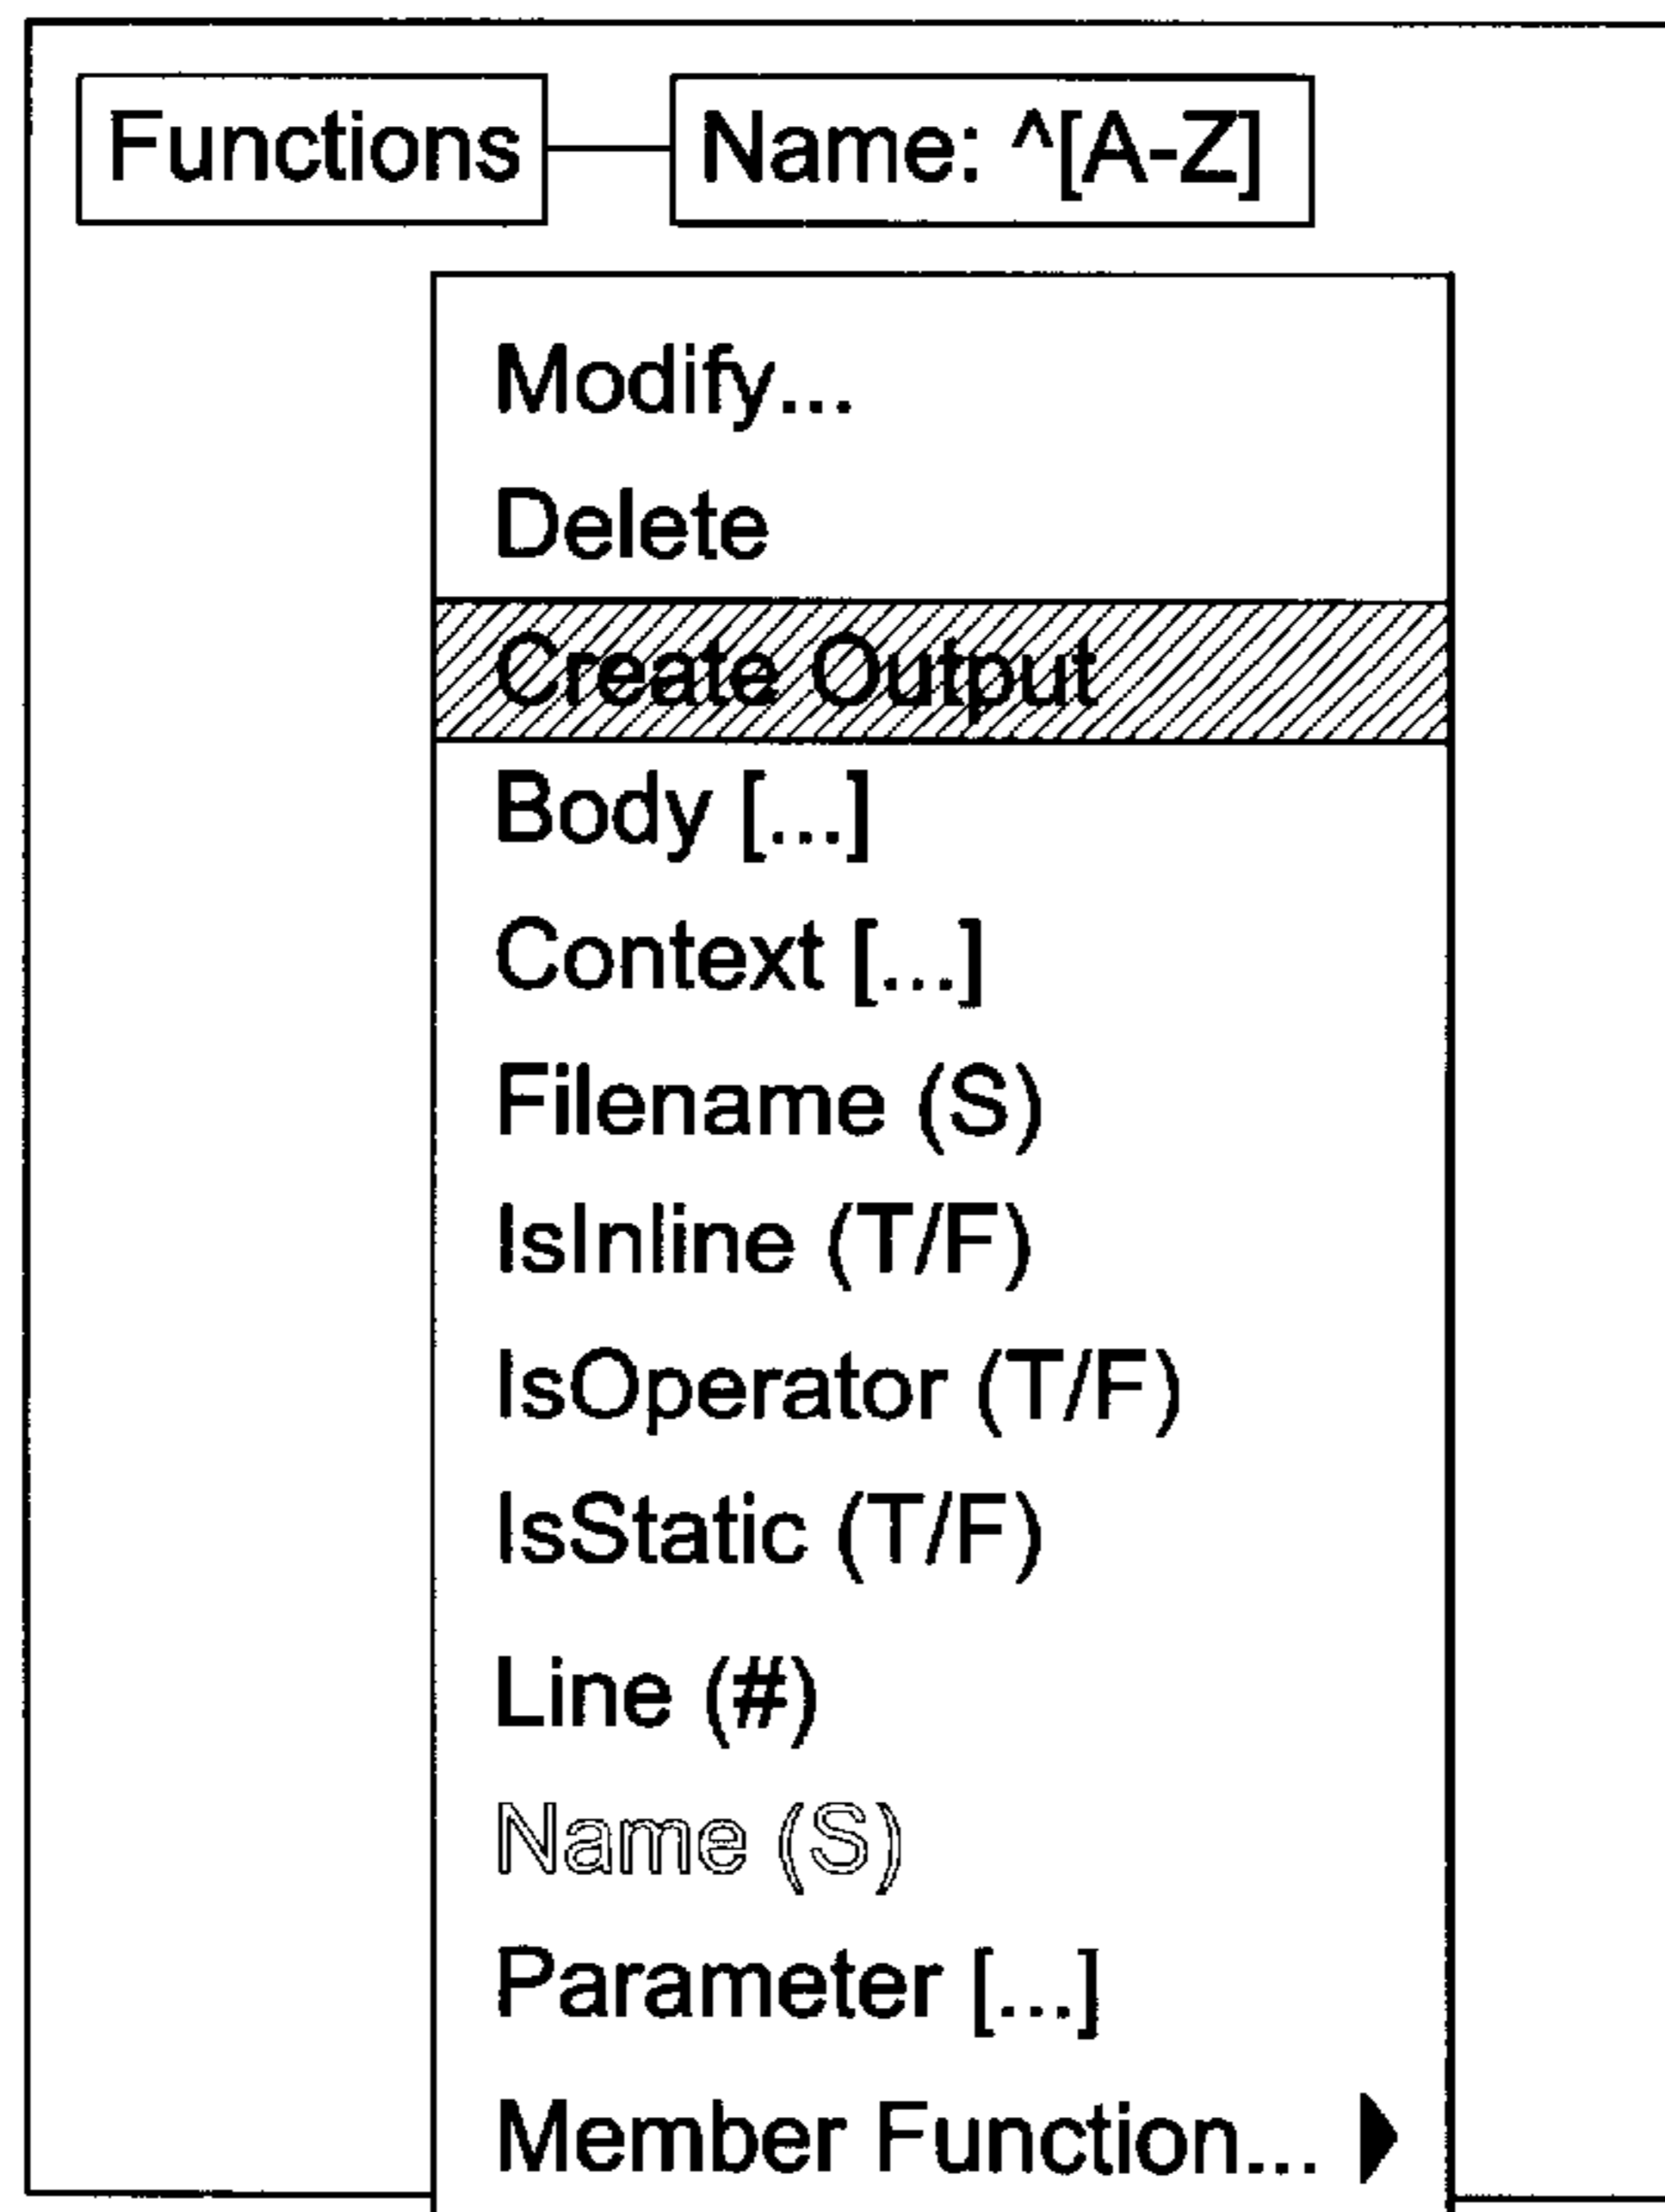 Functions Name: ^[A-Z]
Modify...
Delete
Create Output
Body [...]
Context [...]
Filename (S)
IsInline (T/F)
IsOperator (T/F)
IsStatic (T/F)
Line (#)
Name (S)
Parameter [...]
Member Function...